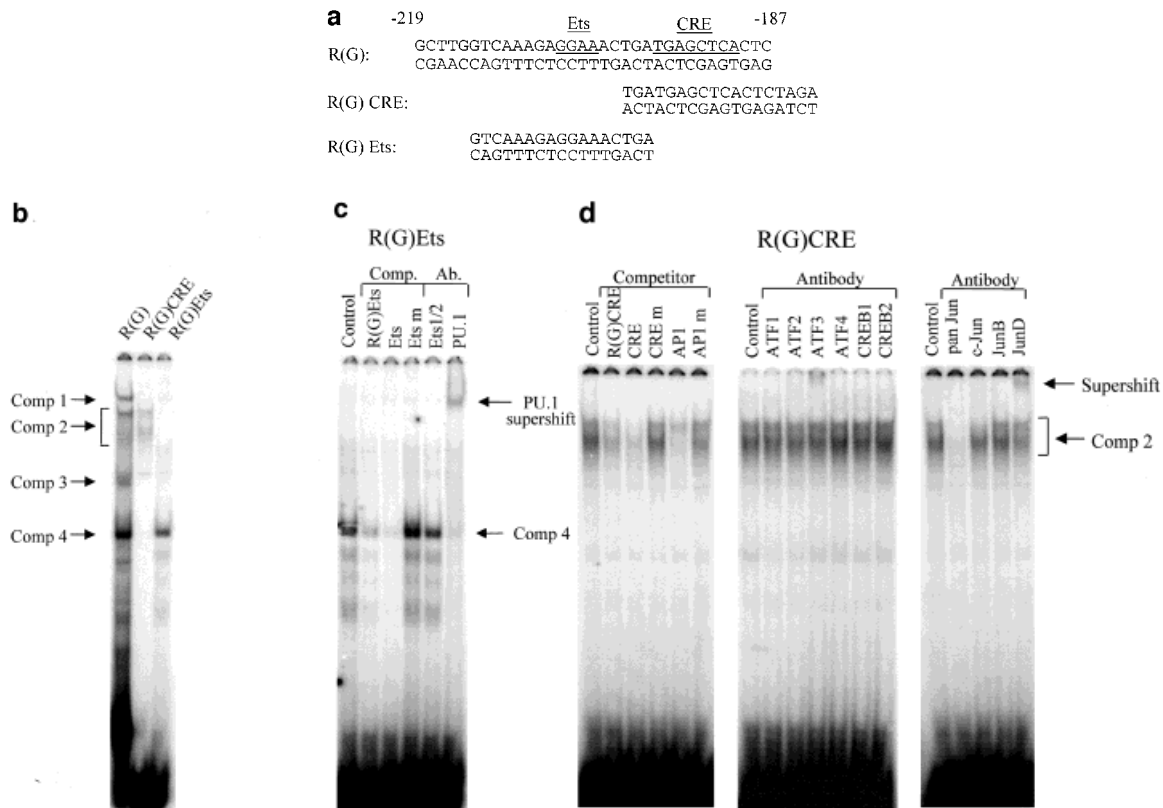 a
-219 Ets CRE -187
R(G): GCTTGGTCAAAGAGGAAACTGATGAGCTCACTC
CGAACCAGTTTCTCCTTTGACTACTCGAGTGAG
R(G) CRE: TGATGAGCTCACTCTAGA
ACTACTCGAGTGAGATCT
R(G) Ets: GTCAAAGAGGAAACTGA
CAGTTTCTCCTTTGACT
b
R(G)
R(G)CRE
R(G)Ets
Comp 1
Comp 2
Comp 3
Comp 4
c
R(G)Ets
Comp. Ab.
Control
R(G)Ets
Ets
Ets m
Ets1/2
PU.1
PU.1
supershift
Comp 4
d
R(G)CRE
Competitor
Control
R(G)CRE
CRE
CRE m
AP1
AP1 m
Antibody
Control
ATF1
ATF2
ATF3
ATF4
CREB1
CREB2
Antibody
Control
pan Jun
c-Jun
JunB
JunD
Supershift
Comp 2